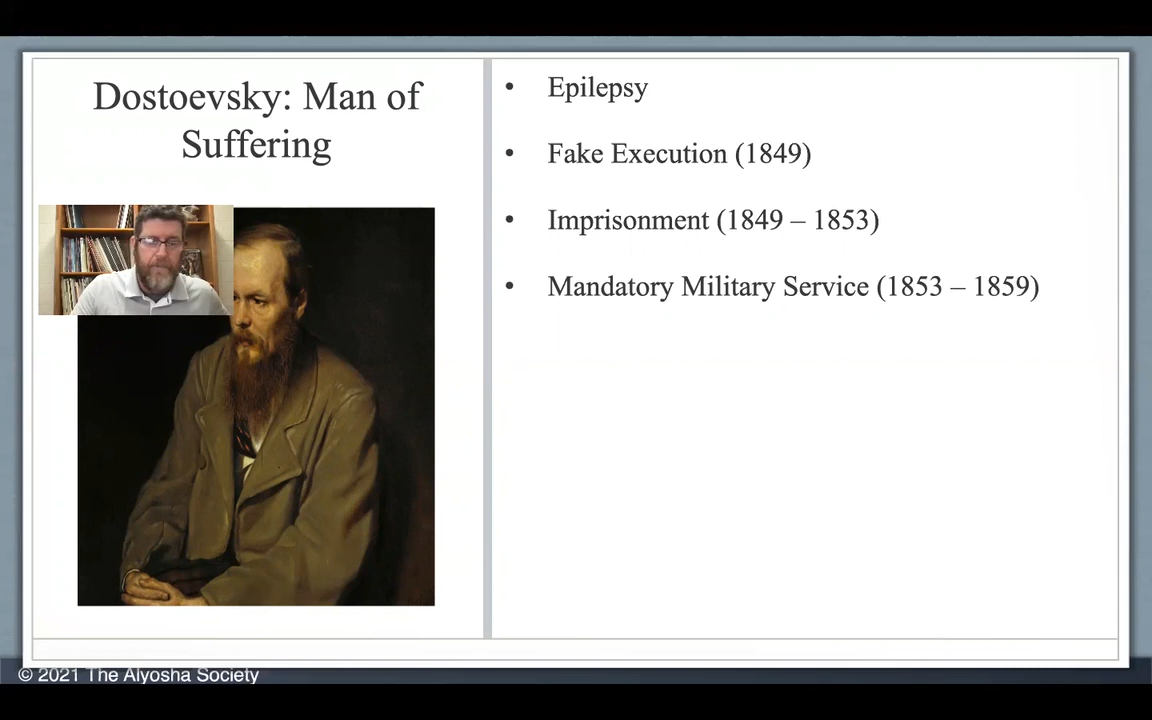 Dostoevsky: Man of
Suffering
• Epilepsy
• Fake Execution (1849)
• Imprisonment (1849 – 1853)
• Mandatory Military Service (1853 – 1859)
© 2021 The Alyosha Society